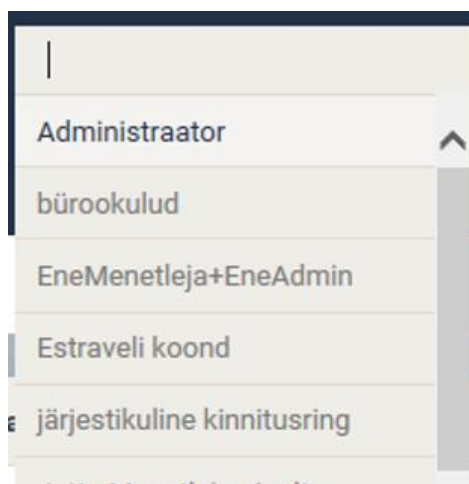 Administraator
bürookulud
EneMenetleja+EneAdmin
Estraveli koond
järjestikuline kinnitusring